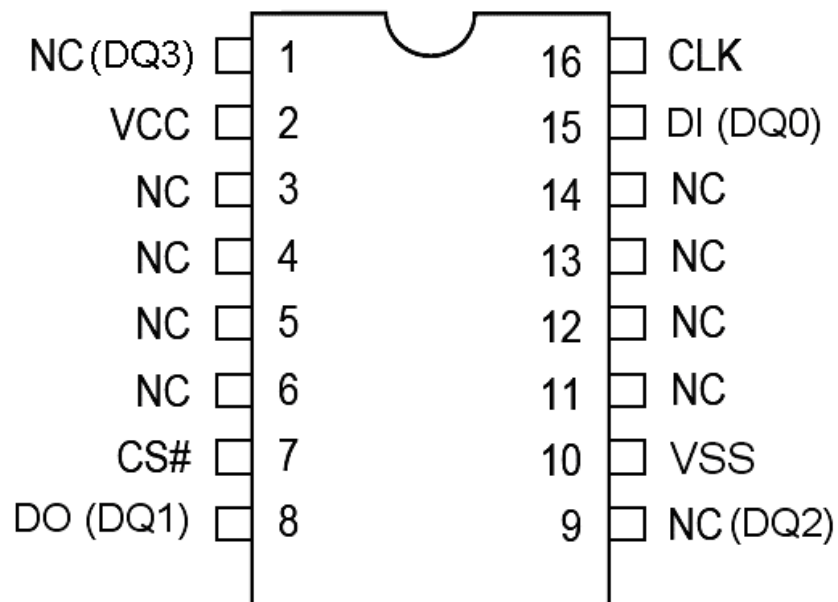 NC (DQ3) 1 16 CLK
VCC 2 15 DI (DQ0)
NC 3 14 NC
NC 4 13 NC
NC 5 12 NC
NC 6 11 NC
CS# 7 10 VSS
DO (DQ1) 8 9 NC (DQ2)